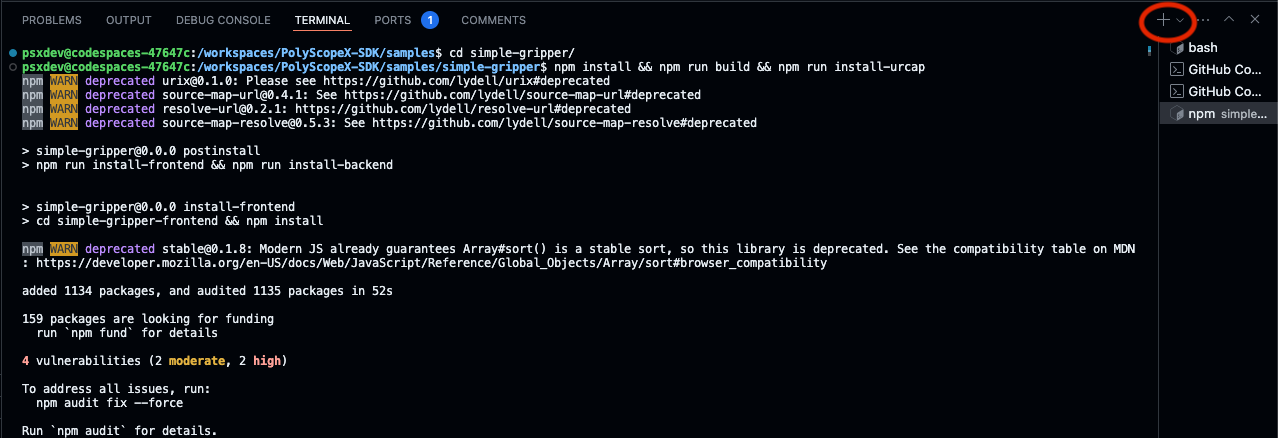 PROBLEMS OUTPUT DEBUG CONSOLE TERMINAL PORTS 1 COMMENTS
psxdev@codespaces-47647c:/workspaces/PolyScopeX-SDK/samples$ cd simple-gripper/
psxdev@codespaces-47647c:/workspaces/PolyScopeX-SDK/samples/simple-gripper$ npm install && npm run build && npm run install-urcap
npm WARN deprecated urix@0.1.0: Please see https://github.com/lydell/urix#deprecated
npm WARN deprecated source-map-url@0.4.1: See https://github.com/lydell/source-map-url#deprecated
npm WARN deprecated resolve-url@0.2.1: https://github.com/lydell/resolve-url#deprecated
npm WARN deprecated source-map-resolve@0.5.3: See https://github.com/lydell/source-map-resolve#deprecated
> simple-gripper@0.0.0 postinstall
> npm run install-frontend && npm run install-backend
> simple-gripper@0.0.0 install-frontend
> cd simple-gripper-frontend && npm install
npm WARN deprecated stable@0.1.8: Modern JS already guarantees Array#sort() is a stable sort, so this library is deprecated. See the compatibility table on MDN
: https://developer.mozilla.org/en-US/docs/Web/JavaScript/Reference/Global_Objects/Array/sort#browser_compatibility
added 1134 packages, and audited 1135 packages in 52s
159 packages are looking for funding
run `npm fund` for details
4 vulnerabilities (2 moderate, 2 high)
To address all issues, run:
npm audit fix --force
Run `npm audit` for details.
bash
GitHub Co...
GitHub Co...
npm simple...